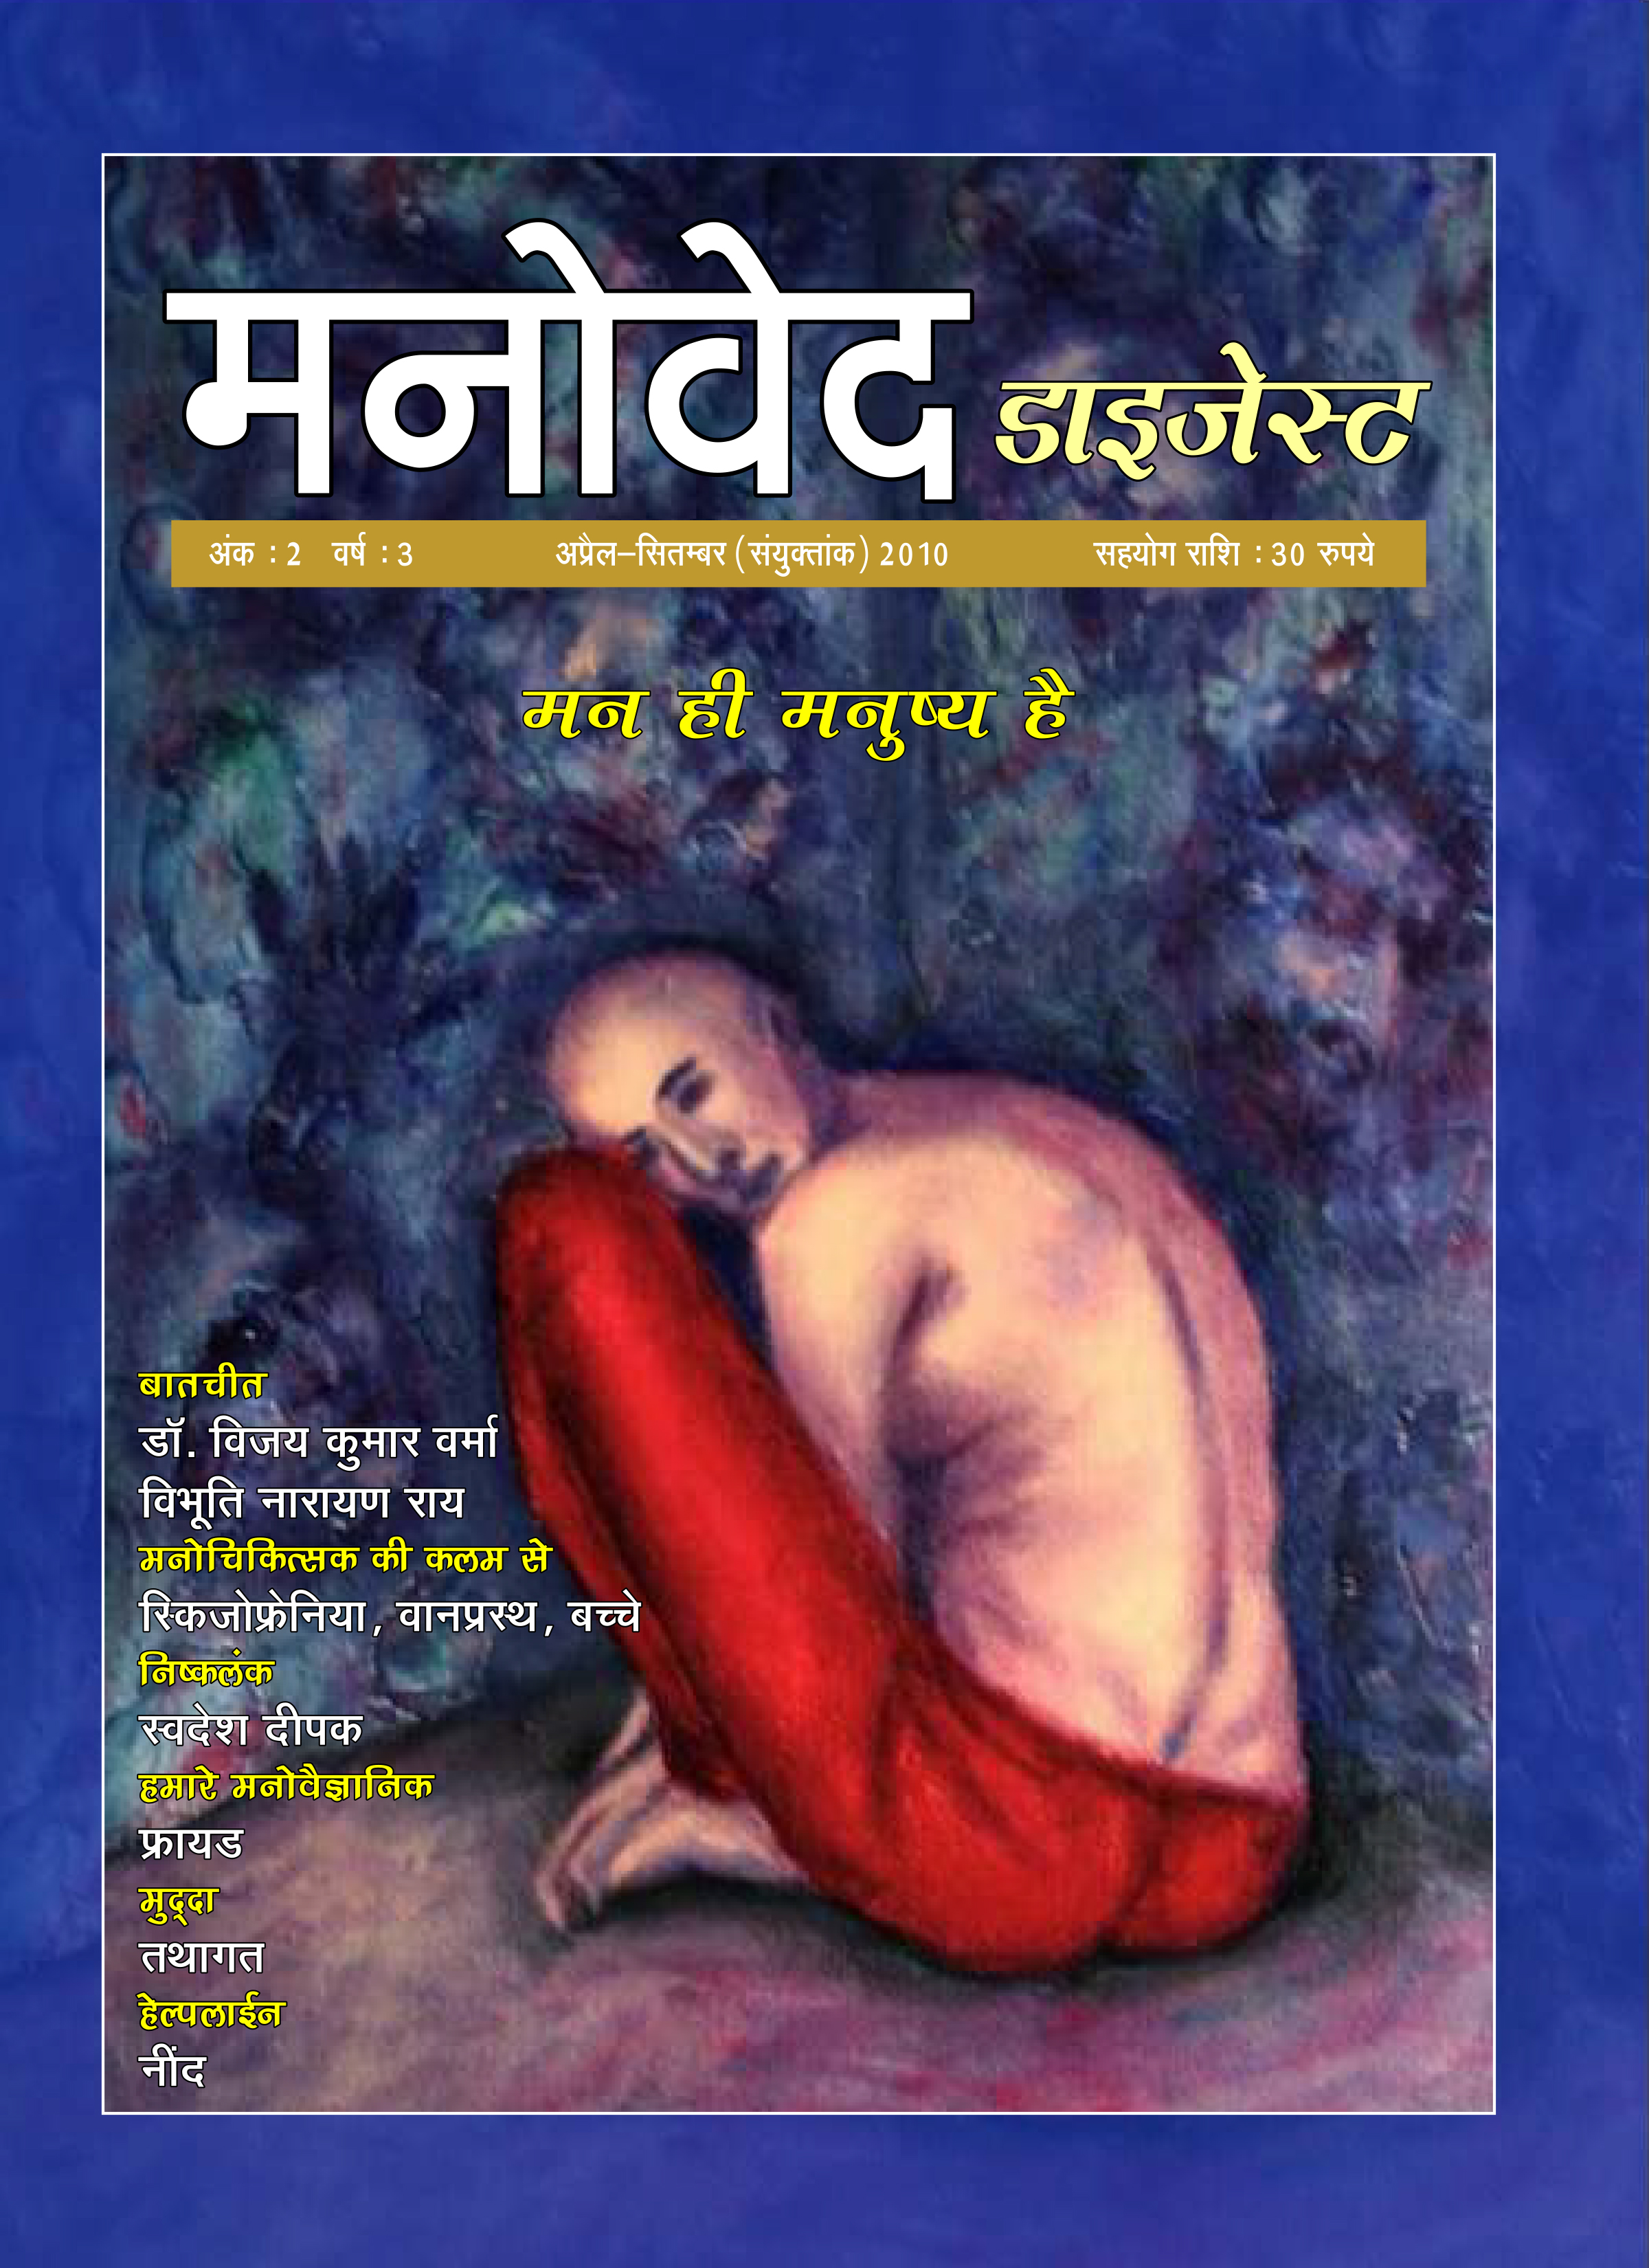 मनोवेद डाइजेस्ट
अंक : 2 वर्ष : 3 अप्रैल–सितम्बर (संयुक्तांक) 2010 सहयोग राशि : 30 रुपये
मन ही मनुष्य है
बातचीत
डॉ. विजय कुमार वर्मा
विभूति नारायण राय
मनोचिकित्सक की कलम से
स्किजोफ्रेनिया, वानप्रस्थ, बच्चे
निष्कलंक
स्वदेश दीपक
हमारे मनोवैज्ञानिक
फ्रायड
मुद्‌दा
तथागत
हेल्पलाईन
नींद